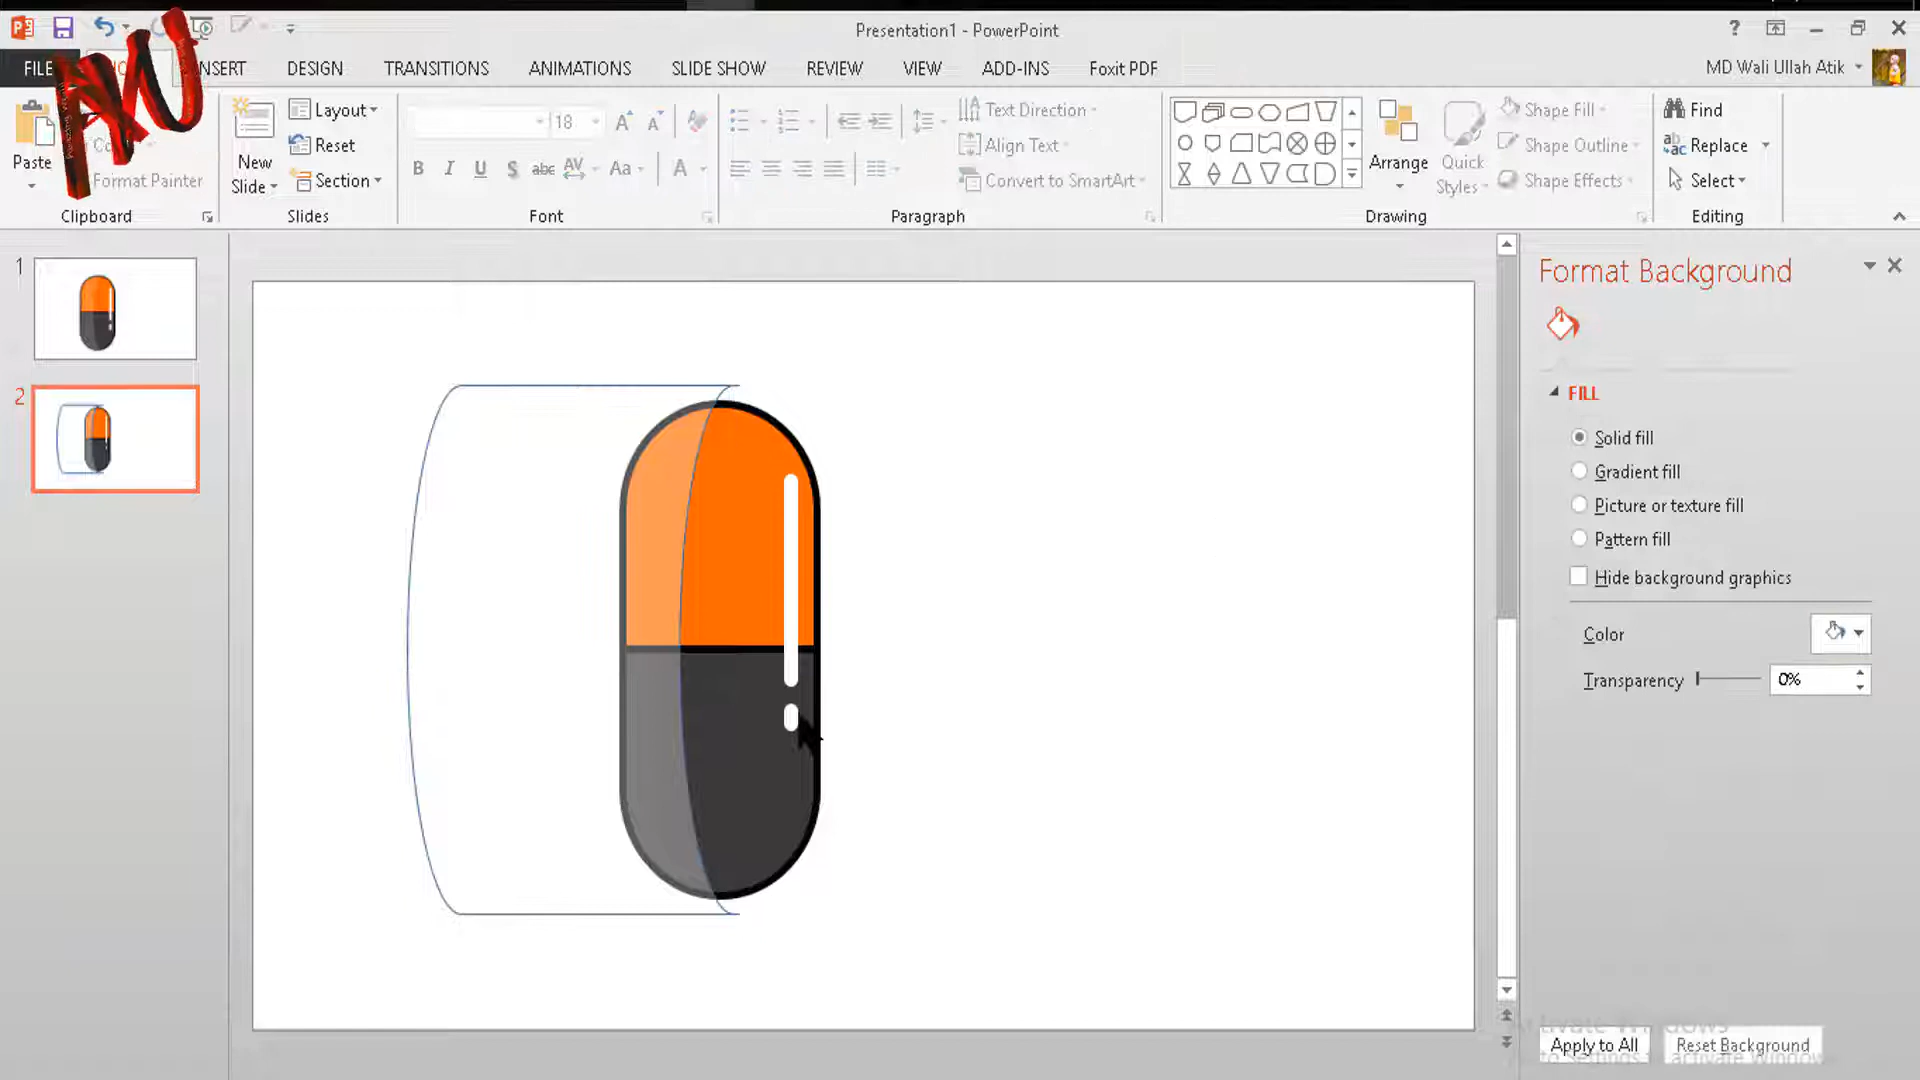 Presentation1 - PowerPoint
FILE INSERT DESIGN TRANSITIONS ANIMATIONS SLIDE SHOW REVIEW VIEW ADD-INS Foxit PDF
MD Wali Ullah Atik
Paste
Format Painter
Clipboard
New Slide
Layout
Reset
Section
Slides
18
B I U S abc AV Aa A
Font
Text Direction
Align Text
Convert to SmartArt
Paragraph
Arrange
Quick Styles
Shape Fill
Shape Outline
Shape Effects
Drawing
Find
Replace
Select
Editing
1
2
Format Background
FILL
Solid fill
Gradient fill
Picture or texture fill
Pattern fill
Hide background graphics
Color
Transparency 0%
Apply to All Reset Background